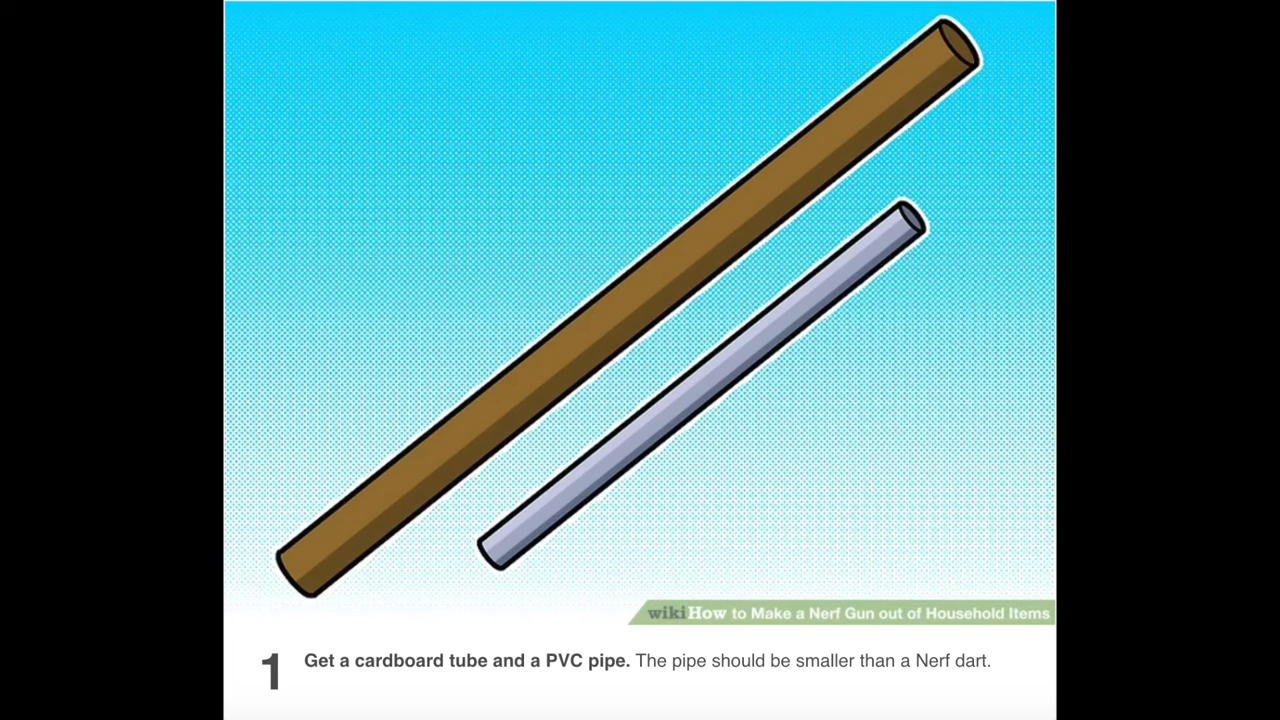 wikiHow to Make a Nerf Gun out of Household Items
1 Get a cardboard tube and a PVC pipe. The pipe should be smaller than a Nerf dart.